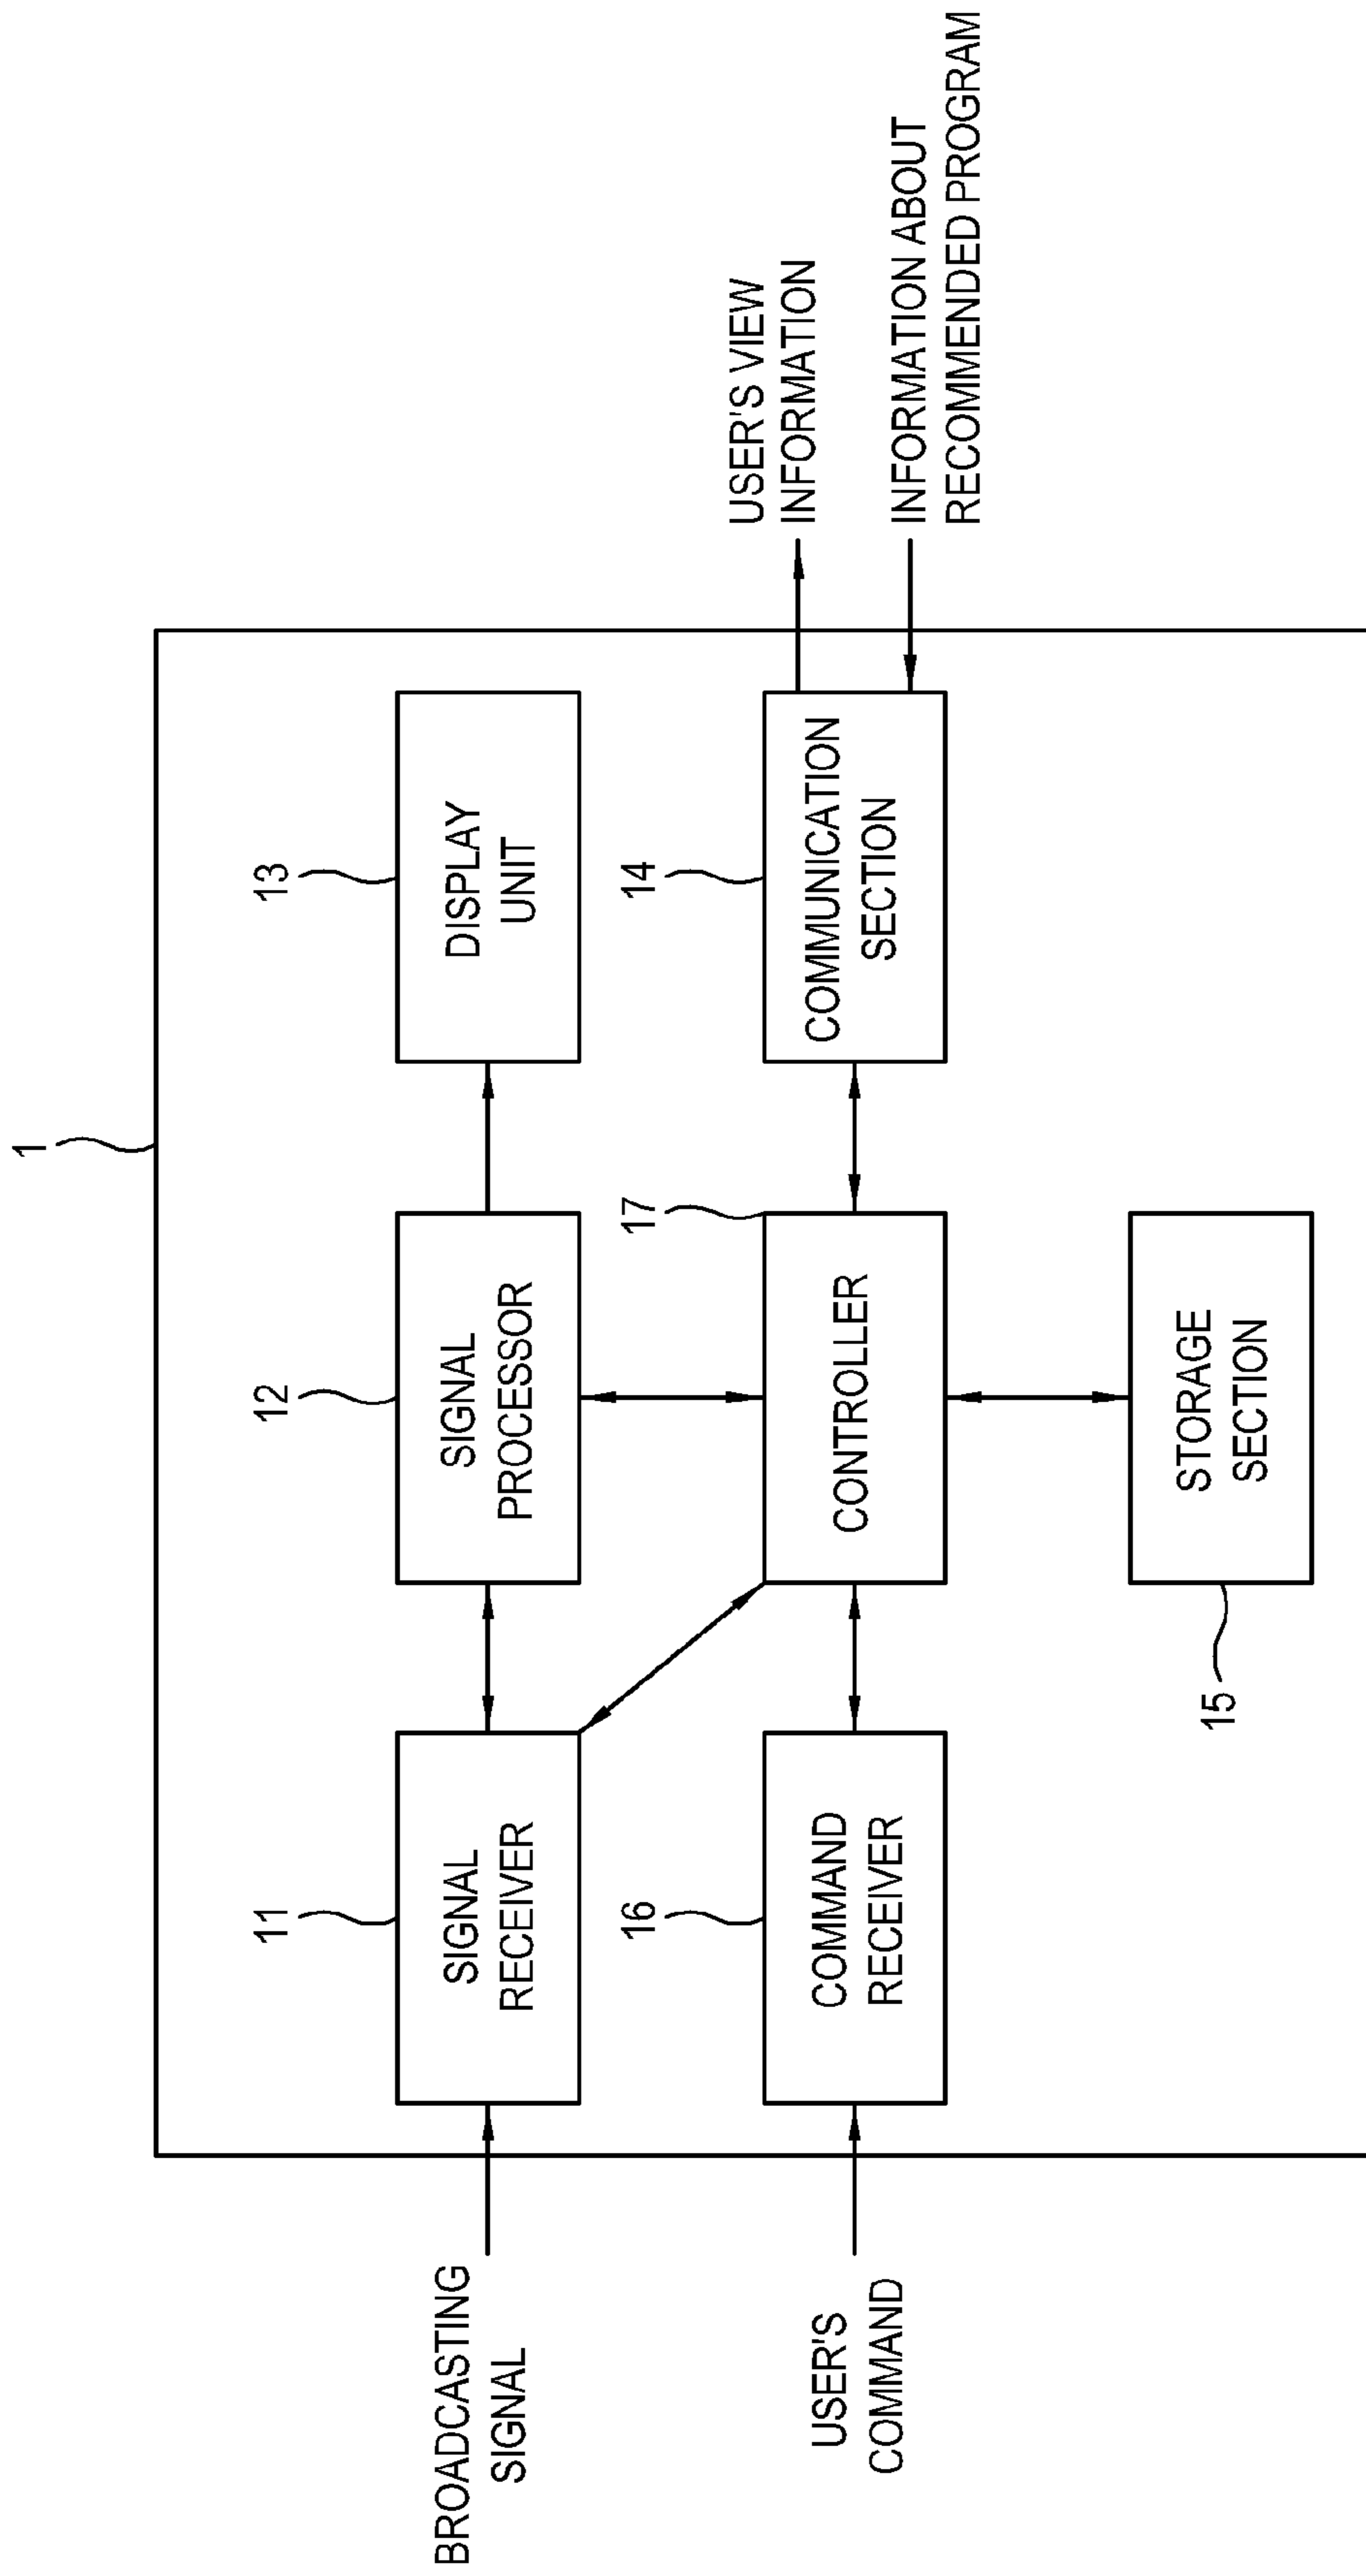 1
13
DISPLAY
UNIT
12
SIGNAL
PROCESSOR
11
SIGNAL
RECEIVER
BROADCASTING
SIGNAL
USER'S VIEW
INFORMATION
INFORMATION ABOUT
RECOMMENDED PROGRAM
14
COMMUNICATION
SECTION
17
CONTROLLER
16
COMMAND
RECEIVER
USER'S
COMMAND
STORAGE
SECTION
15